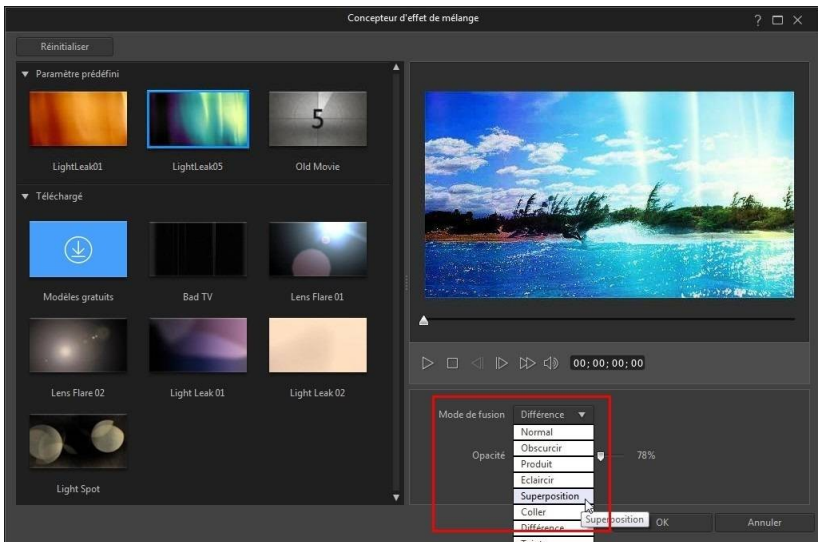 Concepteur d'effet de mélange
?
Réinitialiser
Paramètre prédéfini
5
LightLeak01
LightLeak05
Old Movie
Téléchargé
Modèles gratuits
Bad TV
Lens Flare 01
Lens Flare 02
Light Leak 01
Light Leak 02
Light Spot
00;00;00;00
Mode de fusion Différence
Normal
Obscurcir
Produit
Eclaircir
Superposition
Coller
Différence
Opacité
78%
Superposition
OK
Annuler